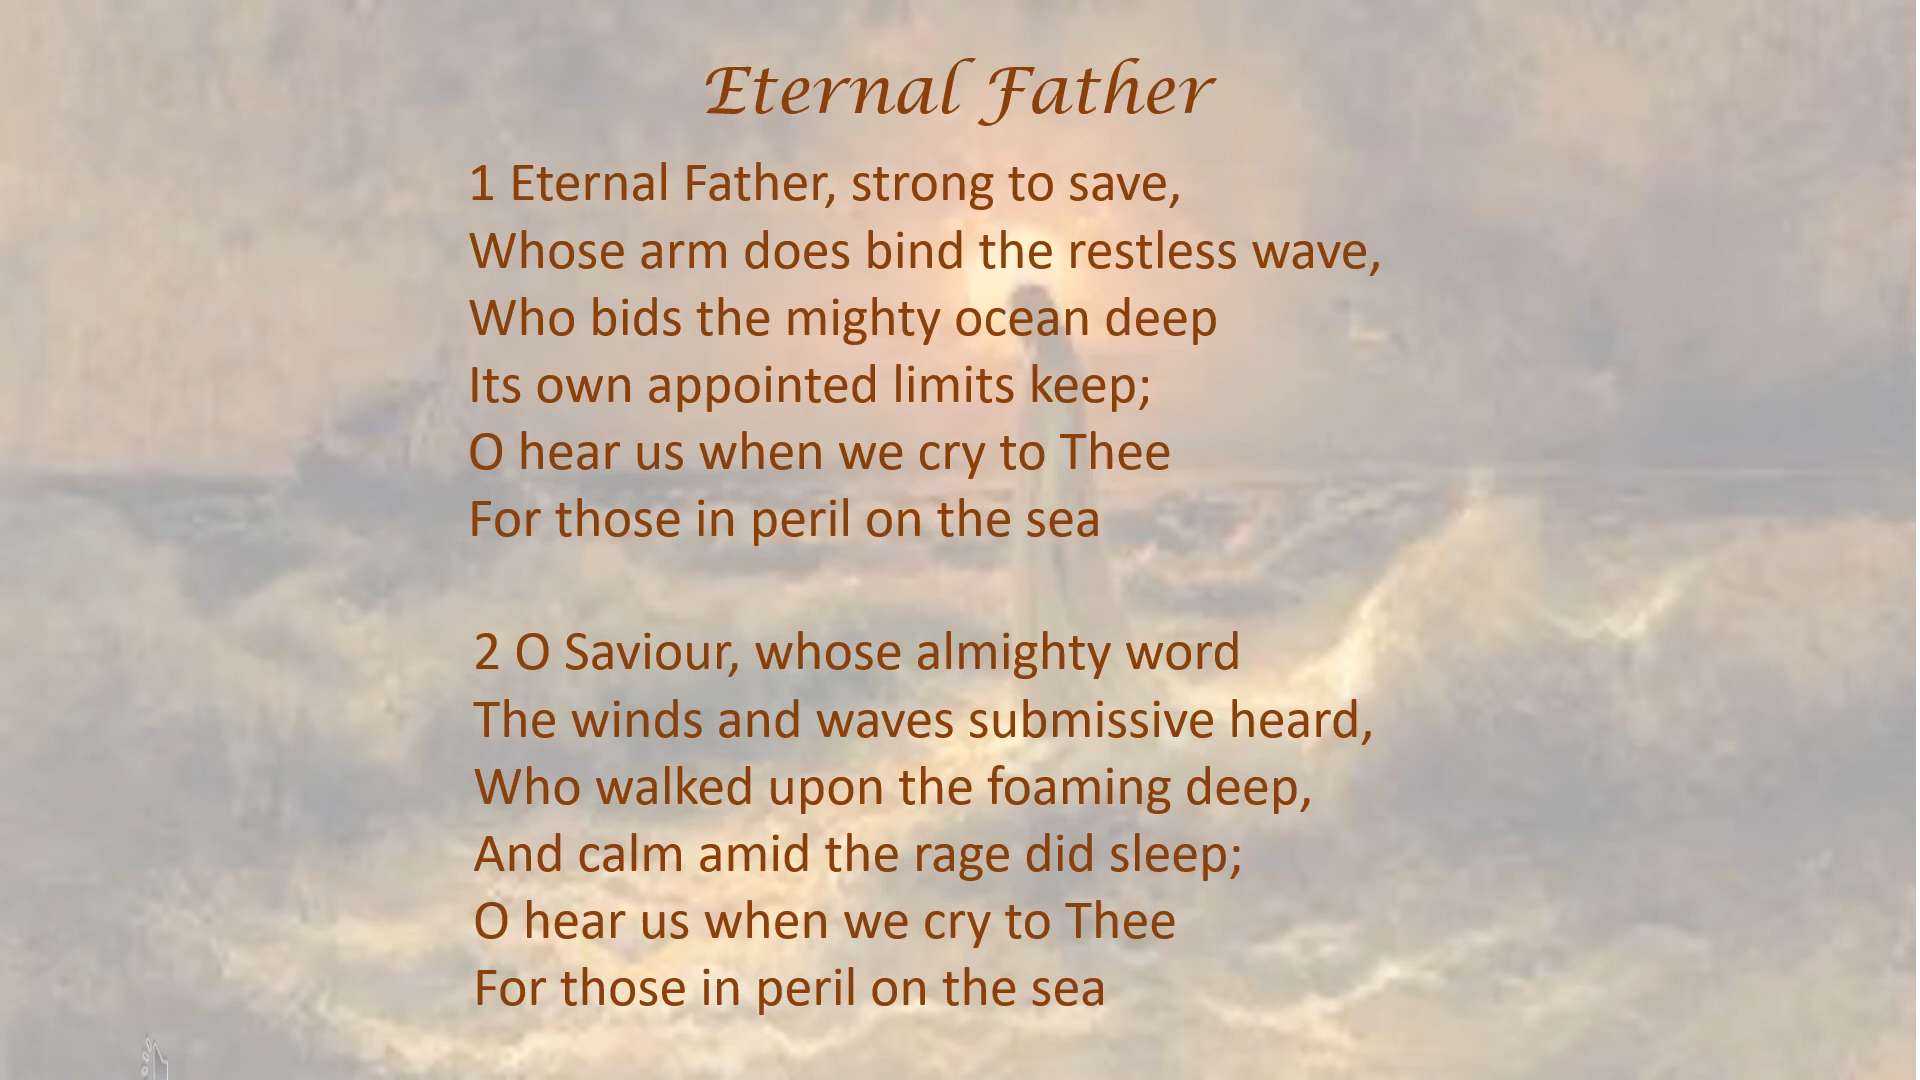 Eternal Father
1 Eternal Father, strong to save,
Whose arm does bind the restless wave,
Who bids the mighty ocean deep
Its own appointed limits keep;
O hear us when we cry to Thee
For those in peril on the sea
2 O Saviour, whose almighty word
The winds and waves submissive heard,
Who walked upon the foaming deep,
And calm amid the rage did sleep;
O hear us when we cry to Thee
For those in peril on the sea